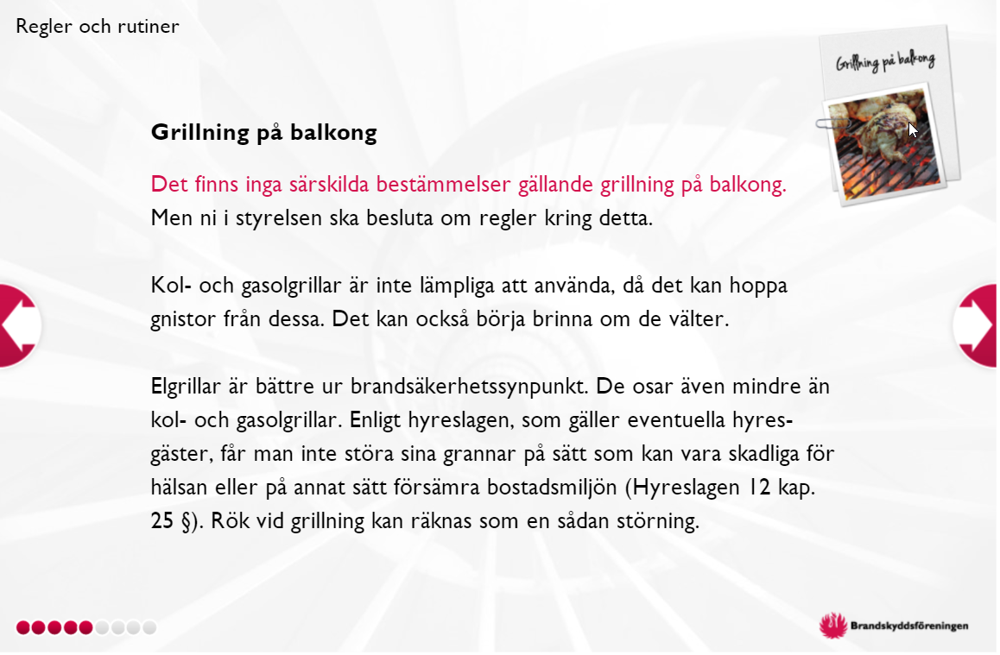 Regler och rutiner
Grillning på balkong
Grillning på balkong
Det finns inga särskilda bestämmelser gällande grillning på balkong.
Men ni i styrelsen ska besluta om regler kring detta.
Kol- och gasolgrillar är inte lämpliga att använda, då det kan hoppa
gnistor från dessa. Det kan också börja brinna om de välter.
Elgrillar är bättre ur brandsäkerhetssynpunkt. De osar även mindre än
kol- och gasolgrillar. Enligt hyreslagen, som gäller eventuella hyres-
gäster, får man inte störa sina grannar på sätt som kan vara skadliga för
hälsan eller på annat sätt försämra bostadsmiljön (Hyreslagen 12 kap.
25 §). Rök vid grillning kan räknas som en sådan störning.
Brandskyddsföreningen